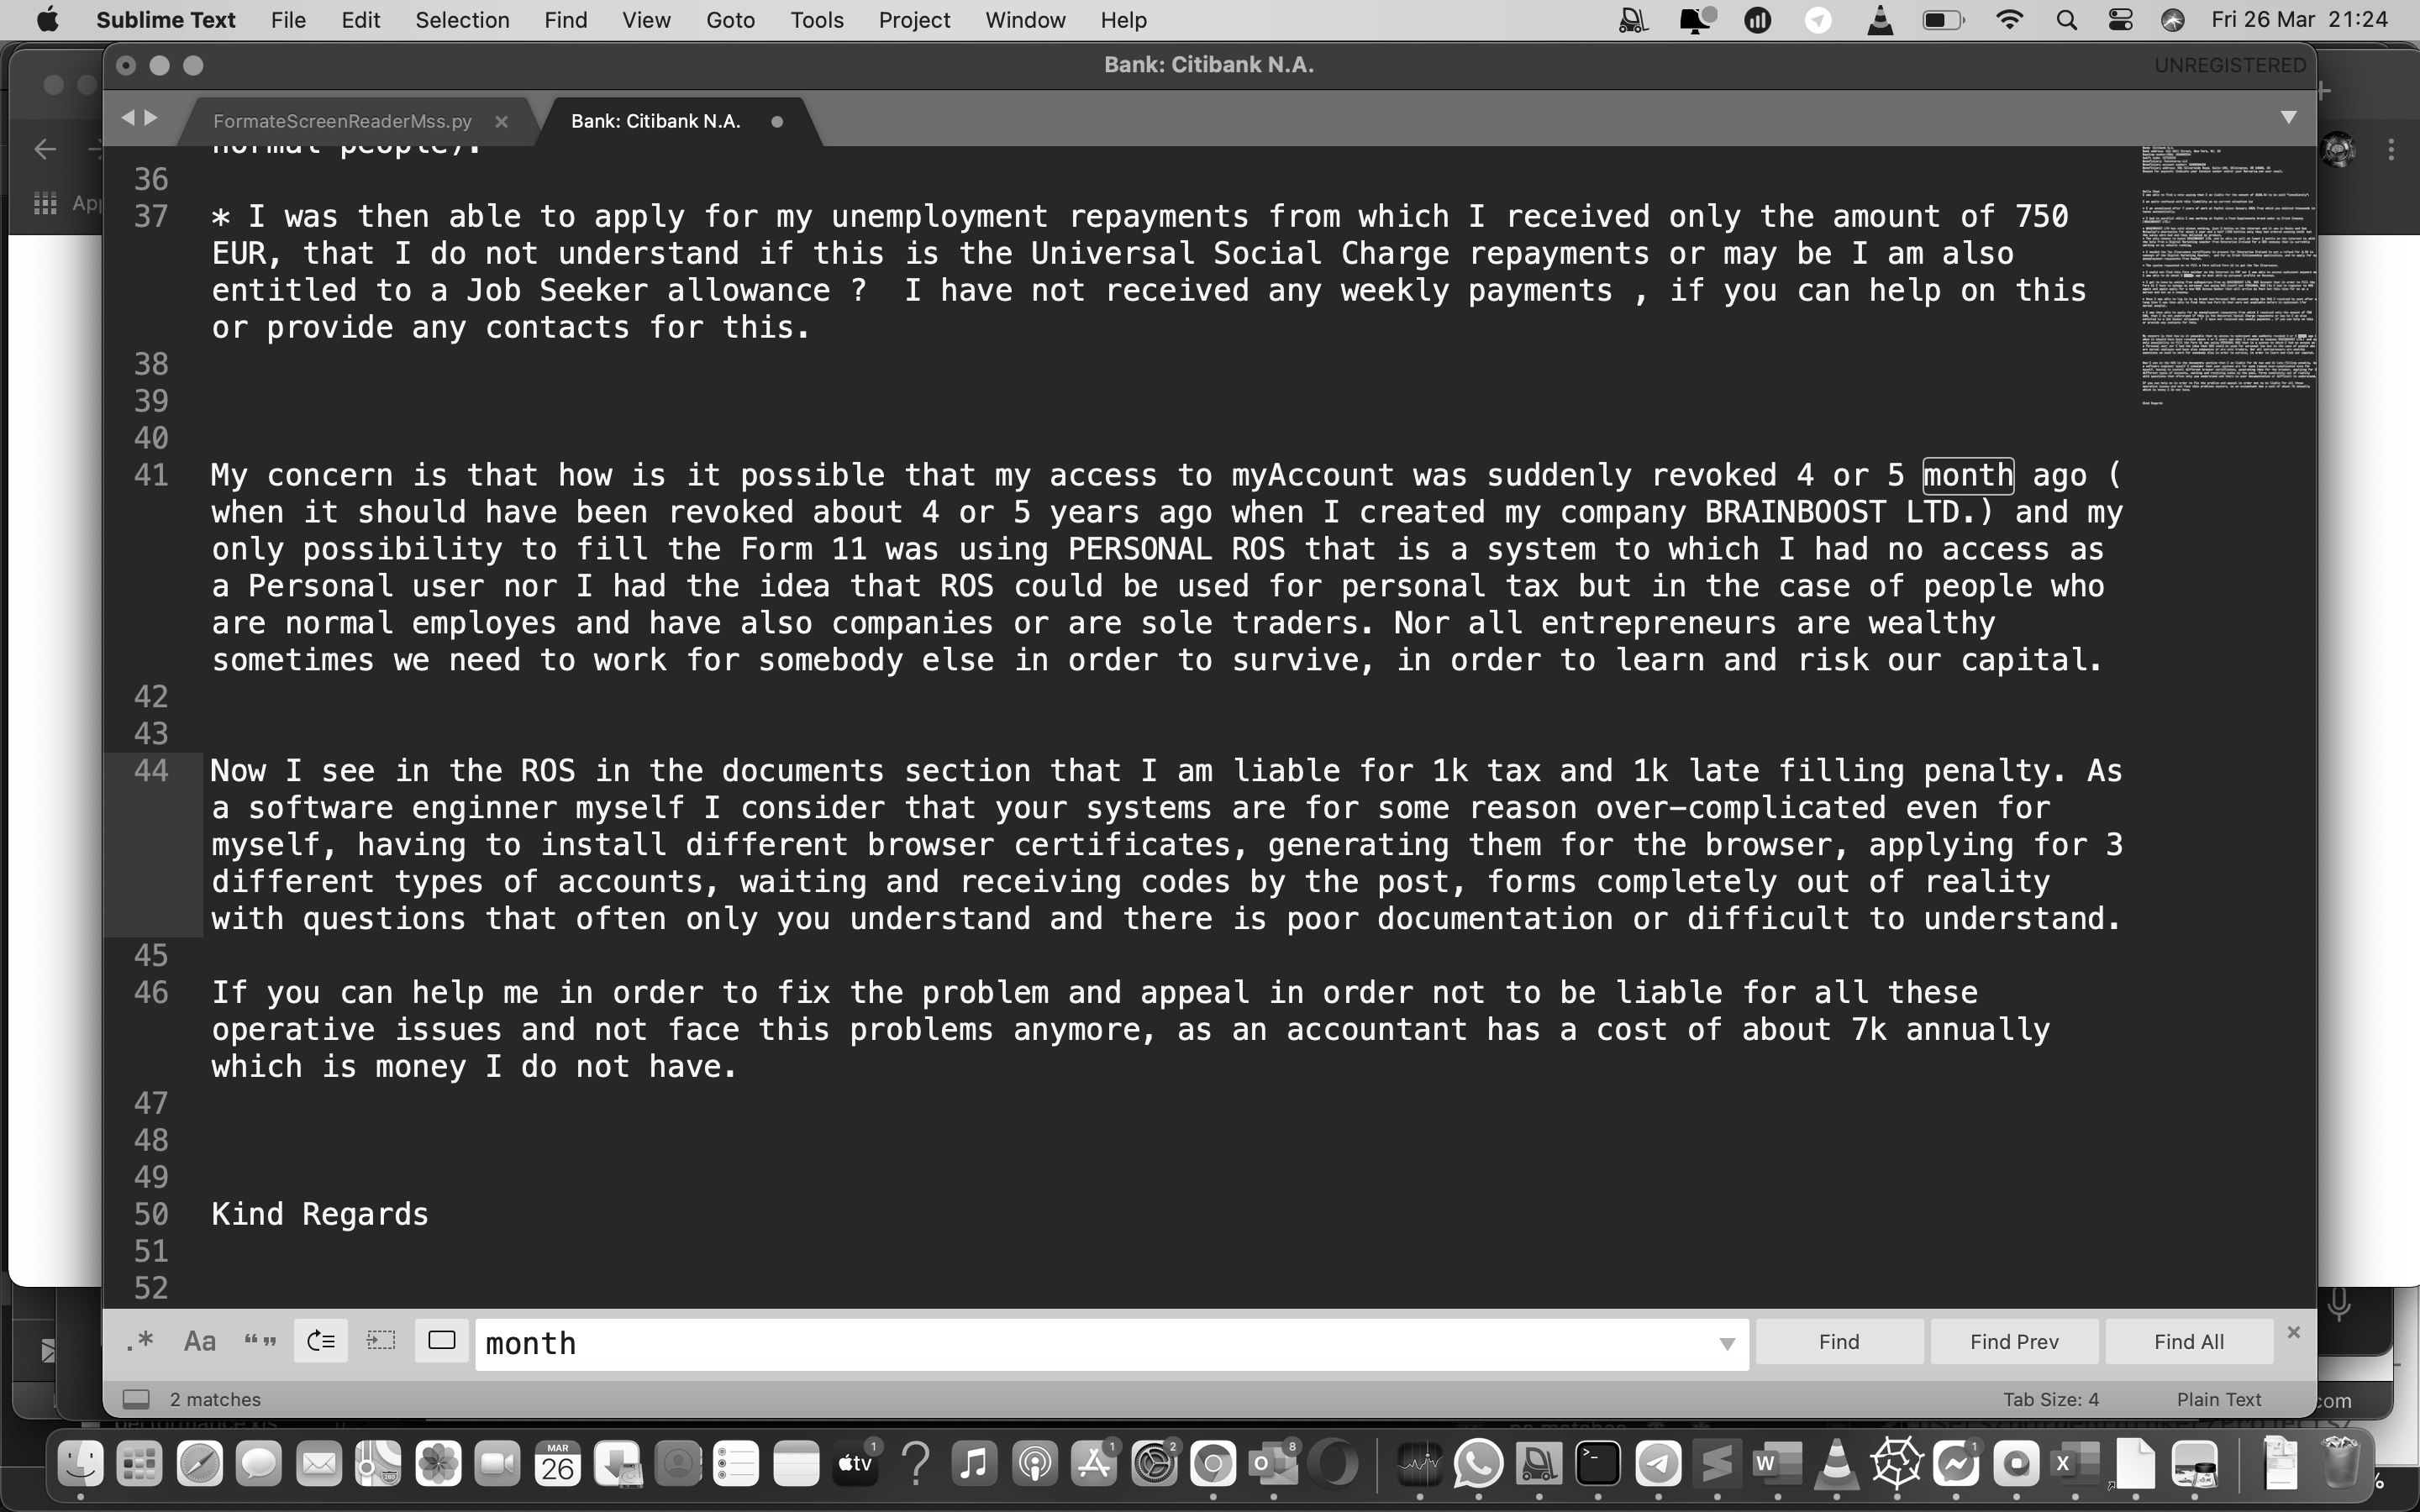 Sublime Text File Edit Selection Find View Goto Tools Project Window Help Fri 26 Mar 21:24
Bank: Citibank N.A. UNREGISTERED
FormateScreenReaderMss.py Bank: Citibank N.A.
normal people).
36
37 * I was then able to apply for my unemployment repayments from which I received only the amount of 750
EUR, that I do not understand if this is the Universal Social Charge repayments or may be I am also
entitled to a Job Seeker allowance ?  I have not received any weekly payments , if you can help on this
or provide any contacts for this.
38
39
40
41 My concern is that how is it possible that my access to myAccount was suddenly revoked 4 or 5 month ago (
when it should have been revoked about 4 or 5 years ago when I created my company BRAINBOOST LTD.) and my
only possibility to fill the Form 11 was using PERSONAL ROS that is a system to which I had no access as
a Personal user nor I had the idea that ROS could be used for personal tax but in the case of people who
are normal employes and have also companies or are sole traders. Nor all entrepreneurs are wealthy
sometimes we need to work for somebody else in order to survive, in order to learn and risk our capital.
42
43
44 Now I see in the ROS in the documents section that I am liable for 1k tax and 1k late filling penalty. As
a software enginner myself I consider that your systems are for some reason over-complicated even for
myself, having to install different browser certificates, generating them for the browser, applying for 3
different types of accounts, waiting and receiving codes by the post, forms completely out of reality
with questions that often only you understand and there is poor documentation or difficult to understand.
45
46 If you can help me in order to fix the problem and appeal in order not to be liable for all these
operative issues and not face this problems anymore, as an accountant has a cost of about 7k annually
which is money I do not have.
47
48
49
50 Kind Regards
51
52
.* Aa “” month Find Find Prev Find All
2 matches Tab Size: 4 Plain Text
com
MAR
26
tv